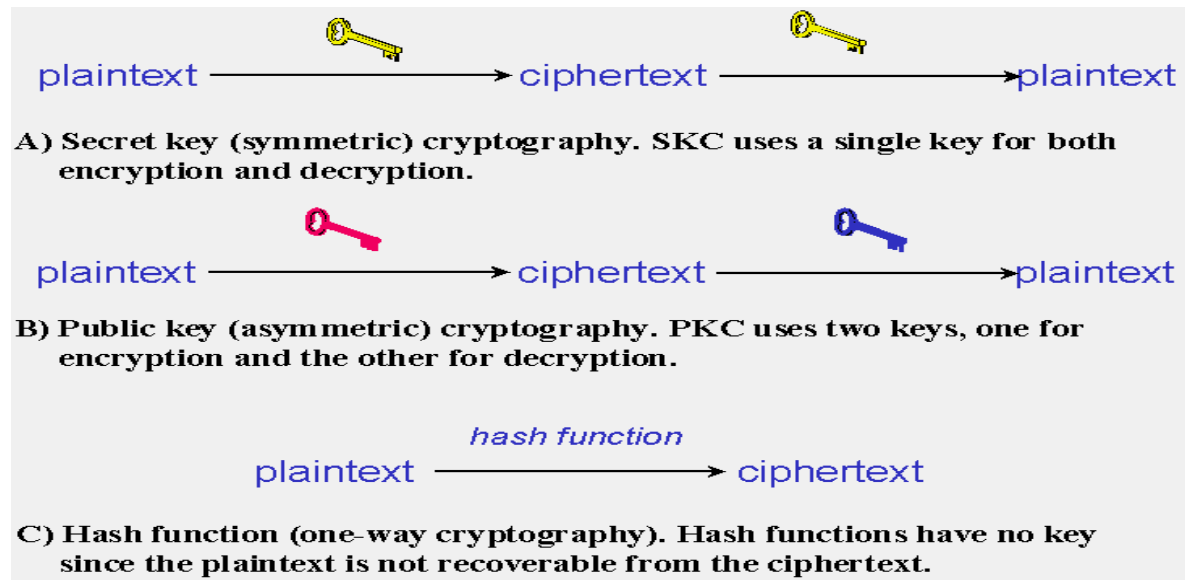 plaintext ciphertext plaintext
A) Secret key (symmetric) cryptography. SKC uses a single key for both
encryption and decryption.
plaintext ciphertext plaintext
B) Public key (asymmetric) cryptography. PKC uses two keys, one for
encryption and the other for decryption.
hash function
plaintext ciphertext
C) Hash function (one-way cryptography). Hash functions have no key
since the plaintext is not recoverable from the ciphertext.